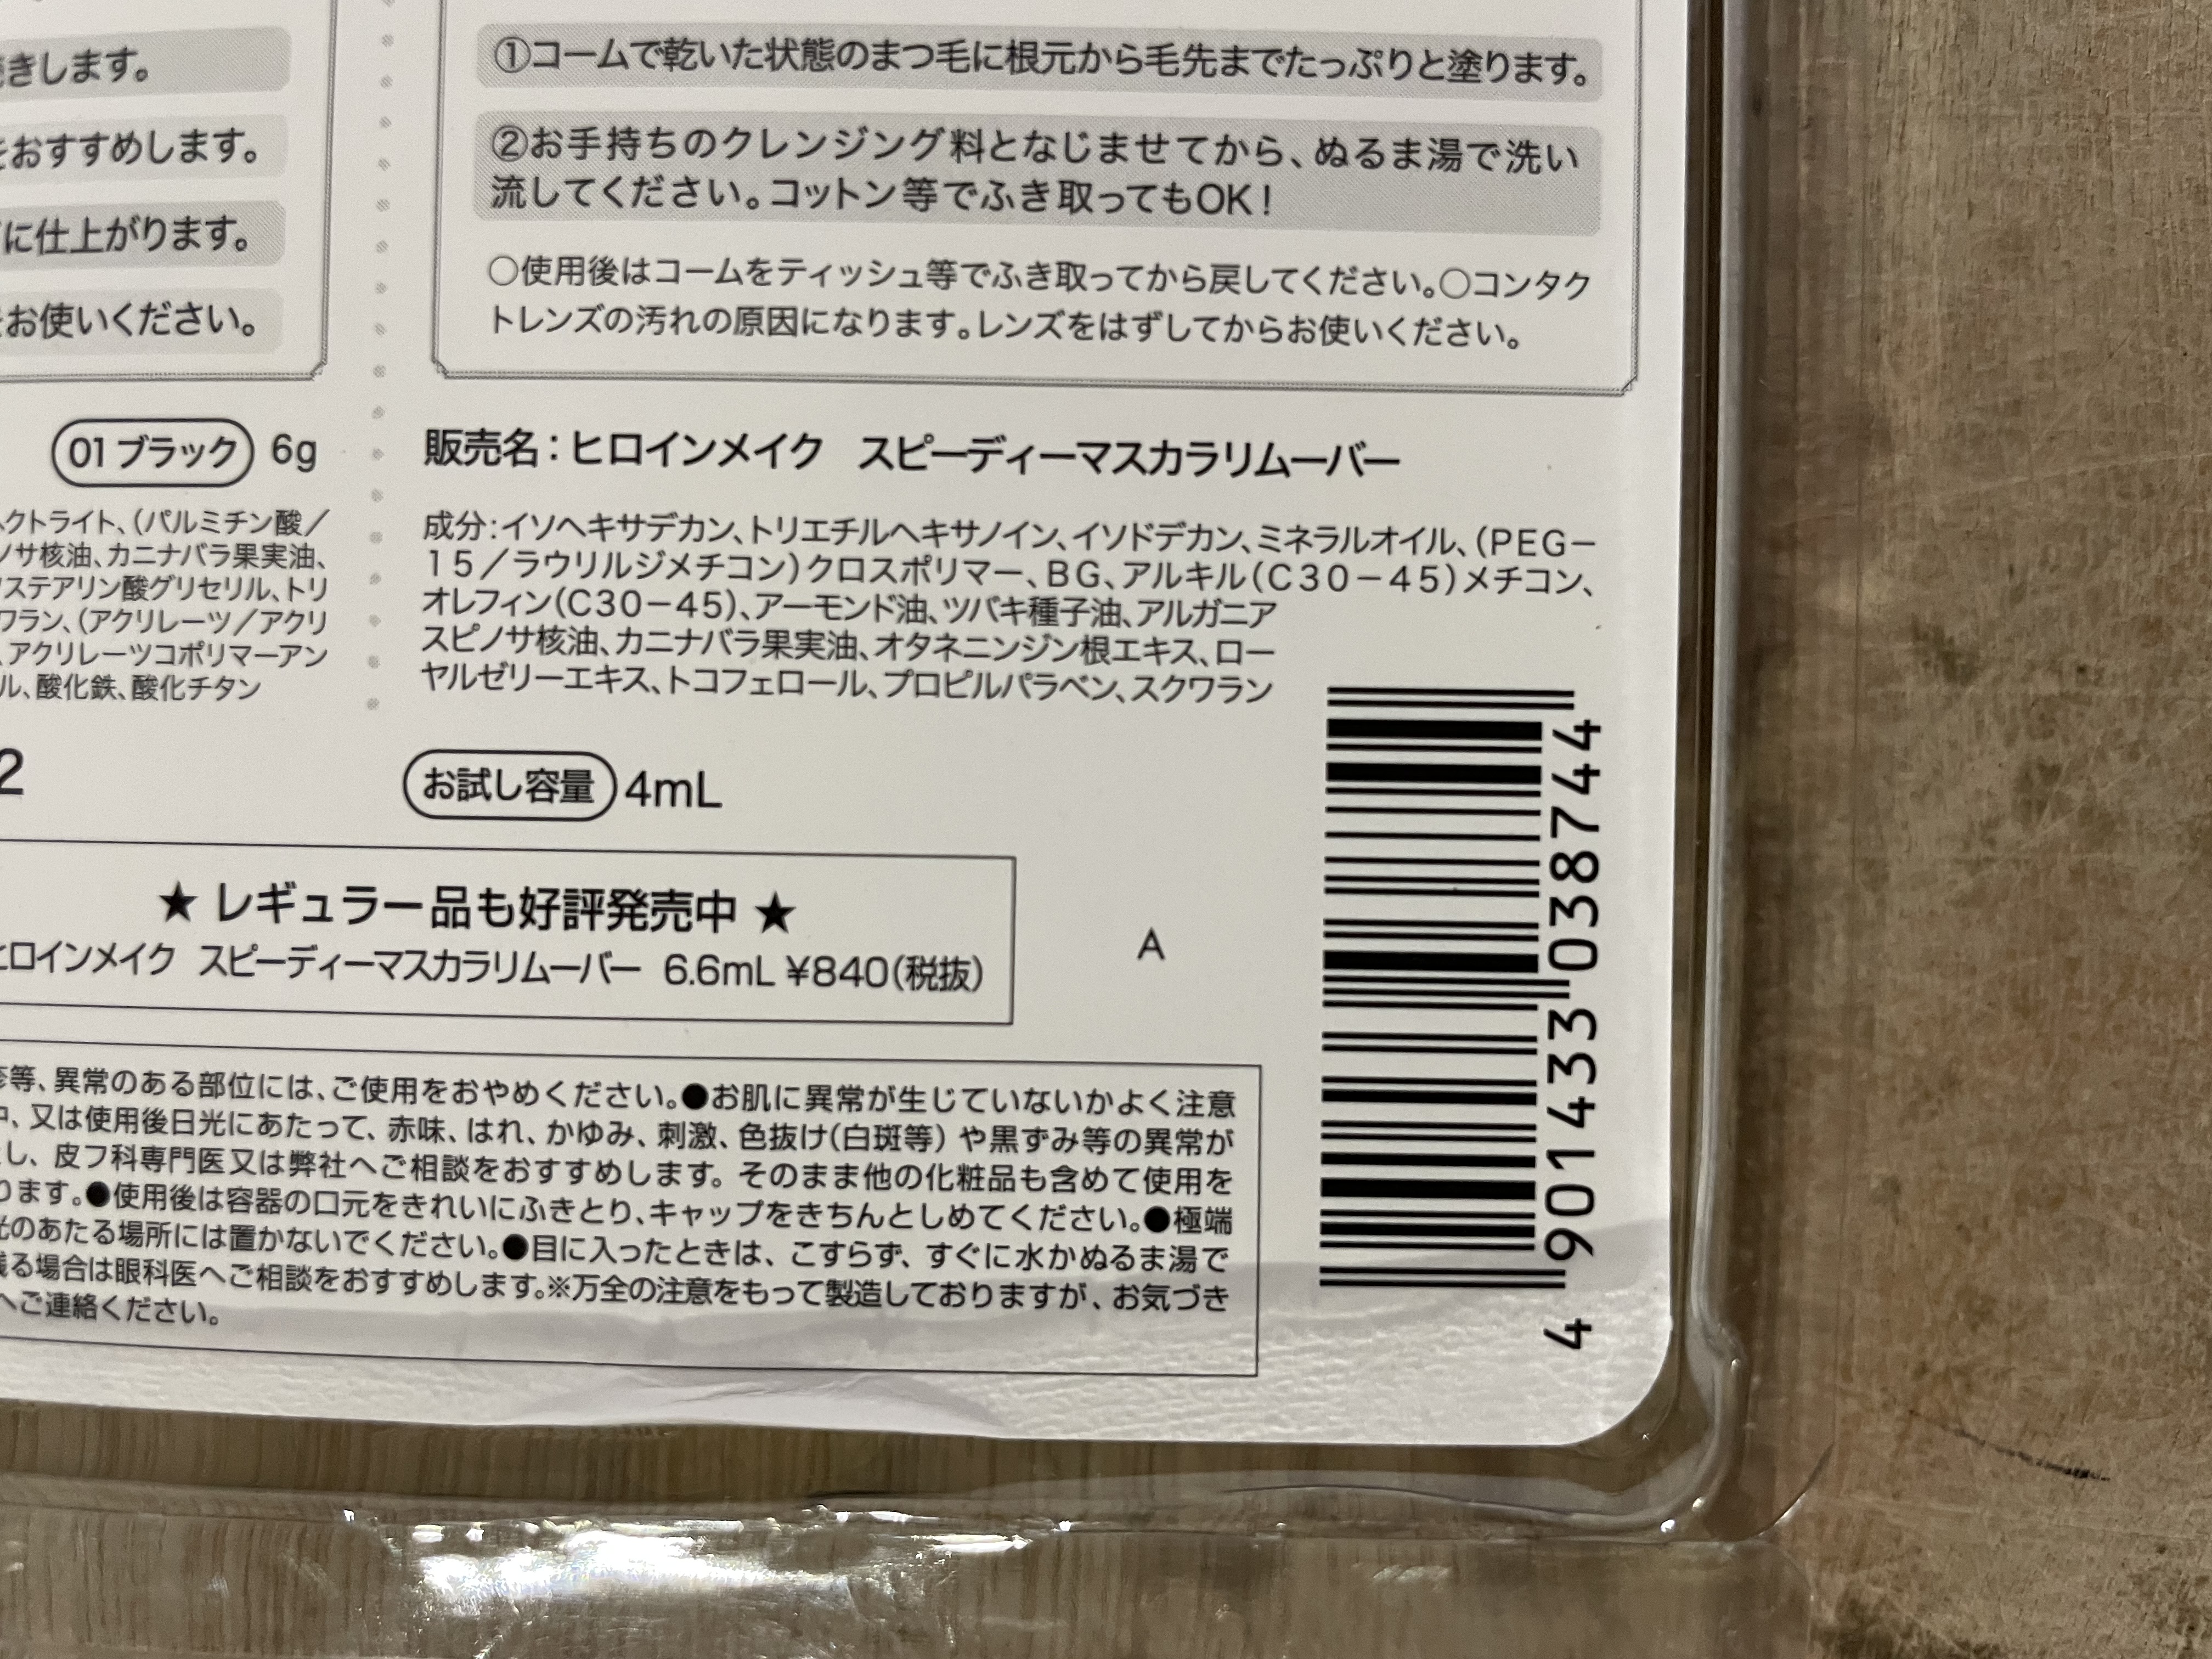 きします。
をおすすめします。
に仕上がります。
をお使いください。
01 ブラック 6g
クトライト、(パルミチン酸／
ノサ核油、カニナバラ果実油、
ステアリン酸グリセリル、トリ
ワラン、(アクリレーツ／アクリ
、アクリレーツコポリマーアン
ル、酸化鉄、酸化チタン
2
①コームで乾いた状態のまつ毛に根元から毛先までたっぷりと塗ります。
②お手持ちのクレンジング料となじませてから、ぬるま湯で洗い
流してください。コットン等でふき取ってもOK！
○使用後はコームをティッシュ等でふき取ってから戻してください。○コンタク
トレンズの汚れの原因になります。レンズをはずしてからお使いください。
販売名：ヒロインメイク　スピーディーマスカラリムーバー
成分：イソヘキサデカン、トリエチルヘキサノイン、イソドデカン、ミネラルオイル、(PEG－
15／ラウリルジメチコン)クロスポリマー、BG、アルキル(C30－45)メチコン、
オレフィン(C30－45)、アーモンド油、ツバキ種子油、アルガニア
スピノサ核油、カニナバラ果実油、オタネニンジン根エキス、ロー
ヤルゼリーエキス、トコフェロール、プロピルパラベン、スクワラン
お試し容量 4mL
★ レギュラー品も好評発売中 ★
ヒロインメイク スピーディーマスカラリムーバー 6.6mL ¥840(税抜)
A
等、異常のある部位には、ご使用をおやめください。●お肌に異常が生じていないかよく注意
中、又は使用後日光にあたって、赤味、はれ、かゆみ、刺激、色抜け(白斑等)や黒ずみ等の異常が
し、皮フ科専門医又は弊社へご相談をおすすめします。そのまま他の化粧品も含めて使用を
ります。●使用後は容器の口元をきれいにふきとり、キャップをきちんとしめてください。●極端
光のあたる場所には置かないでください。●目に入ったときは、こすらず、すぐに水かぬるま湯で
残る場合は眼科医へご相談をおすすめします。※万全の注意をもって製造しておりますが、お気づき
へご連絡ください。
4 901433 038744